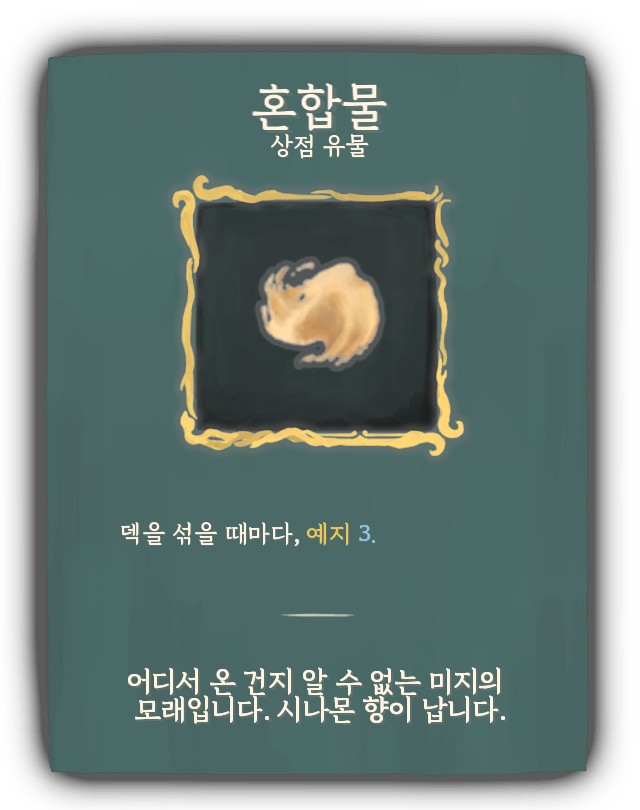 혼합물
상점 유물
덱을 섞을 때마다, 예지 3.
어디서 온 건지 알 수 없는 미지의
모래입니다. 시나몬 향이 납니다.